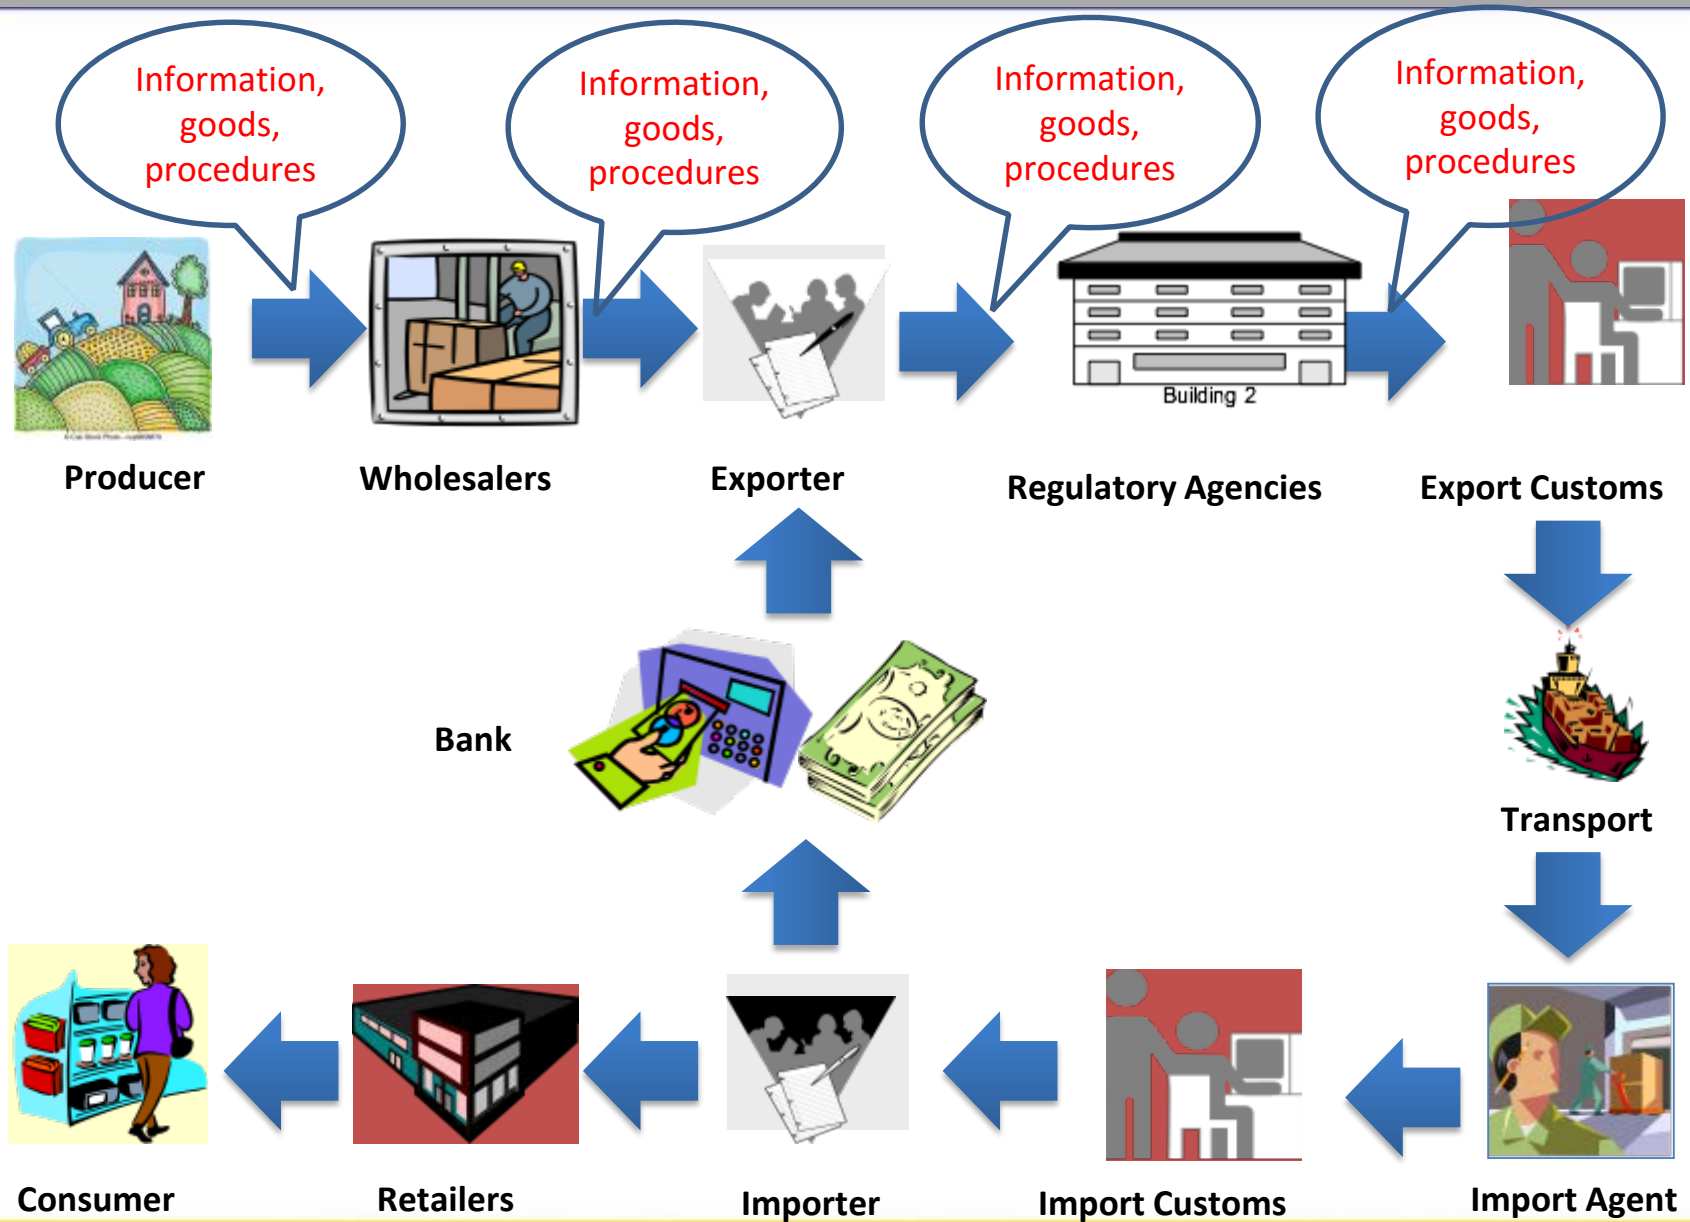 Information,
goods,
procedures
Information,
goods,
procedures
Information,
goods,
procedures
Information,
goods,
procedures
Building 2
Producer
Wholesalers
Exporter
Regulatory Agencies
Export Customs
Bank
Transport
Consumer
Retailers
Importer
Import Customs
Import Agent